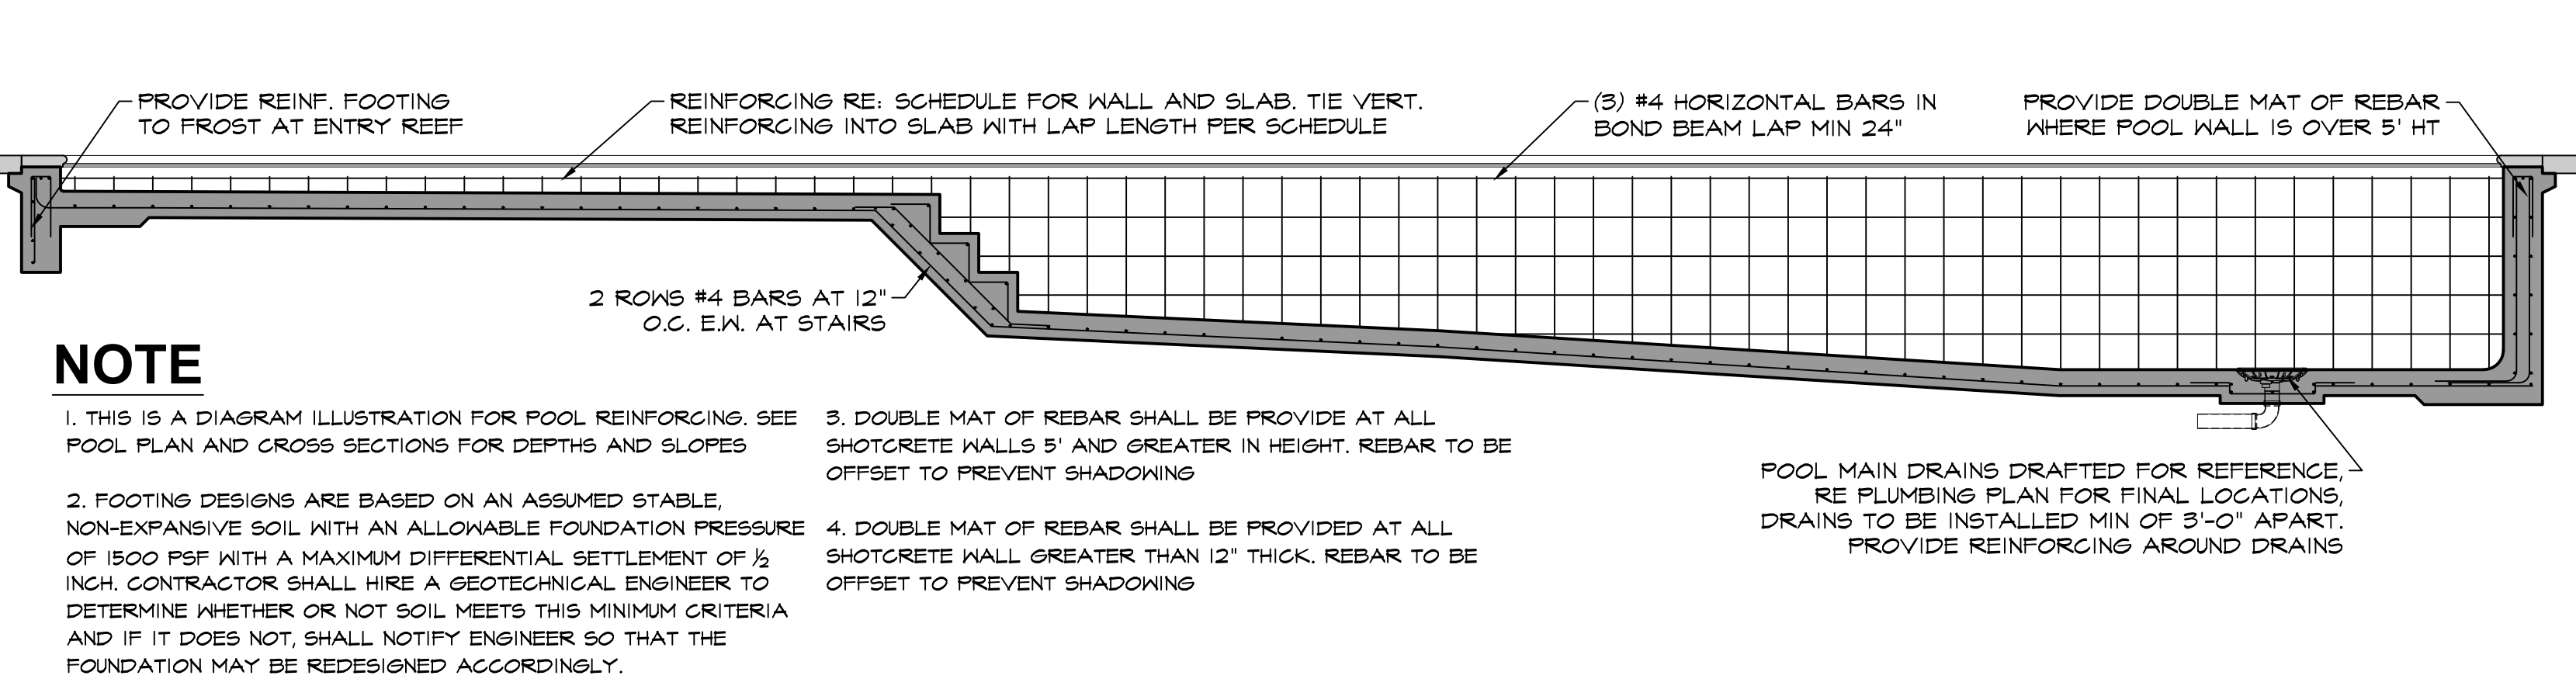 PROVIDE REINF. FOOTING
TO FROST AT ENTRY REEF
REINFORCING RE: SCHEDULE FOR WALL AND SLAB. TIE VERT.
REINFORCING INTO SLAB WITH LAP LENGTH PER SCHEDULE
(3) #4 HORIZONTAL BARS IN
BOND BEAM LAP MIN 24"
PROVIDE DOUBLE MAT OF REBAR
WHERE POOL WALL IS OVER 5' HT
2 ROWS #4 BARS AT 12"
O.C. E.W. AT STAIRS
NOTE
1. THIS IS A DIAGRAM ILLUSTRATION FOR POOL REINFORCING. SEE
POOL PLAN AND CROSS SECTIONS FOR DEPTHS AND SLOPES
2. FOOTING DESIGNS ARE BASED ON AN ASSUMED STABLE,
NON-EXPANSIVE SOIL WITH AN ALLOWABLE FOUNDATION PRESSURE
OF 1500 PSF WITH A MAXIMUM DIFFERENTIAL SETTLEMENT OF ½
INCH. CONTRACTOR SHALL HIRE A GEOTECHNICAL ENGINEER TO
DETERMINE WHETHER OR NOT SOIL MEETS THIS MINIMUM CRITERIA
AND IF IT DOES NOT, SHALL NOTIFY ENGINEER SO THAT THE
FOUNDATION MAY BE REDESIGNED ACCORDINGLY.
3. DOUBLE MAT OF REBAR SHALL BE PROVIDE AT ALL
SHOTCRETE WALLS 5' AND GREATER IN HEIGHT. REBAR TO BE
OFFSET TO PREVENT SHADOWING
4. DOUBLE MAT OF REBAR SHALL BE PROVIDED AT ALL
SHOTCRETE WALL GREATER THAN 12" THICK. REBAR TO BE
OFFSET TO PREVENT SHADOWING
POOL MAIN DRAINS DRAFTED FOR REFERENCE,
RE PLUMBING PLAN FOR FINAL LOCATIONS,
DRAINS TO BE INSTALLED MIN OF 3'-0" APART.
PROVIDE REINFORCING AROUND DRAINS